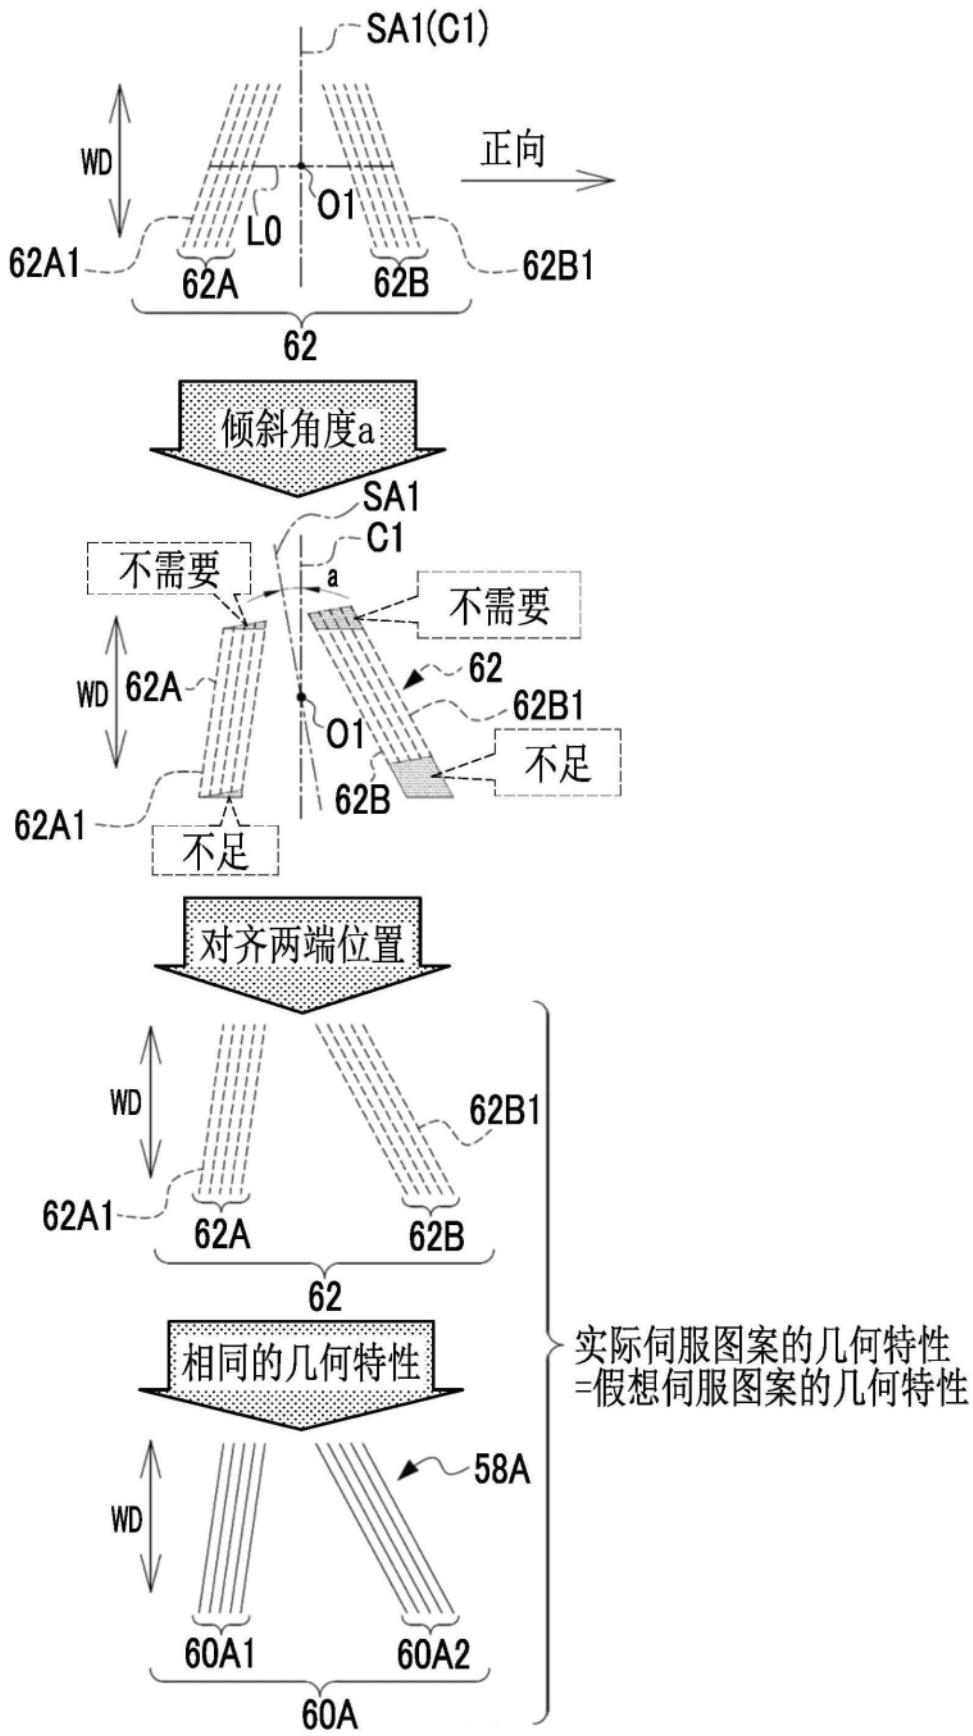 SA1(C1)
WD
正向
O1
L0
62A1
62A
62B
62B1
62
倾斜角度a
SA1
C1
不需要
a
不需要
WD
62A
62
62B1
O1
不足
62B
62A1
不足
对齐两端位置
WD
62B1
62A1
62A
62B
62
相同的几何特性
实际伺服图案的几何特性
=假想伺服图案的几何特性
58A
WD
60A1
60A2
60A